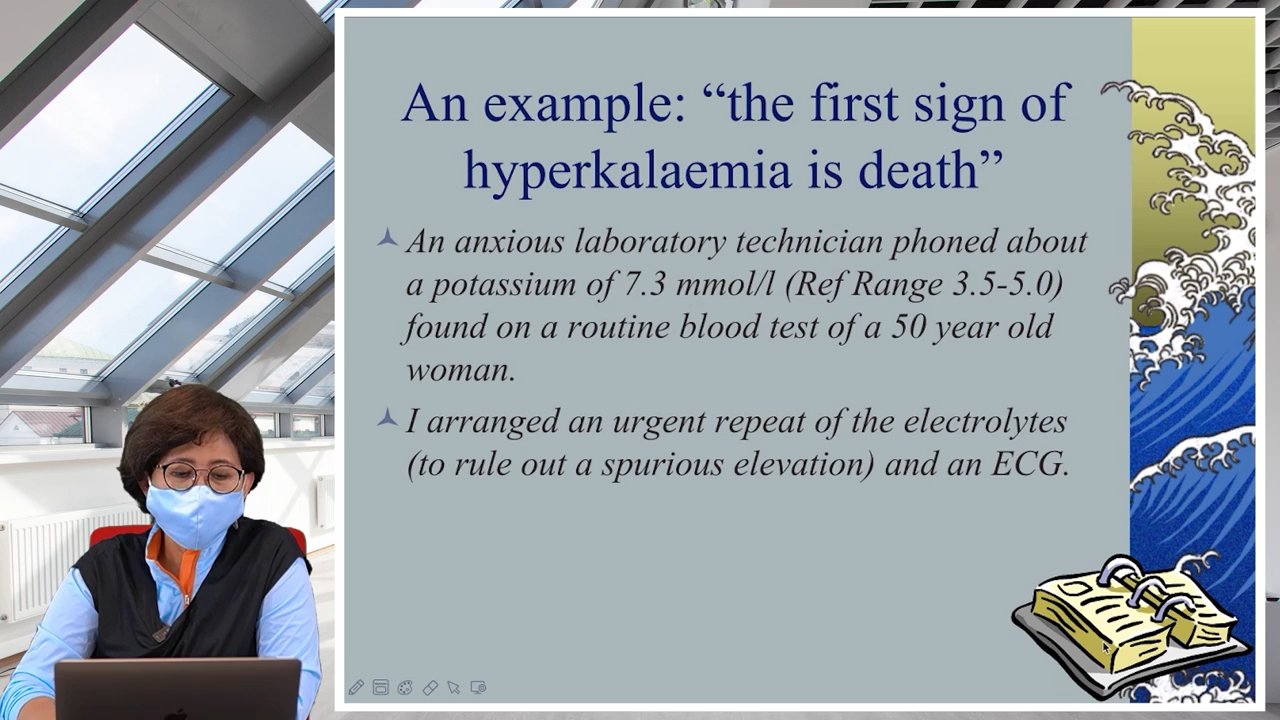 An example: “the first sign of
hyperkalaemia is death”
An anxious laboratory technician phoned about
a potassium of 7.3 mmol/l (Ref Range 3.5-5.0)
found on a routine blood test of a 50 year old
woman.
I arranged an urgent repeat of the electrolytes
(to rule out a spurious elevation) and an ECG.